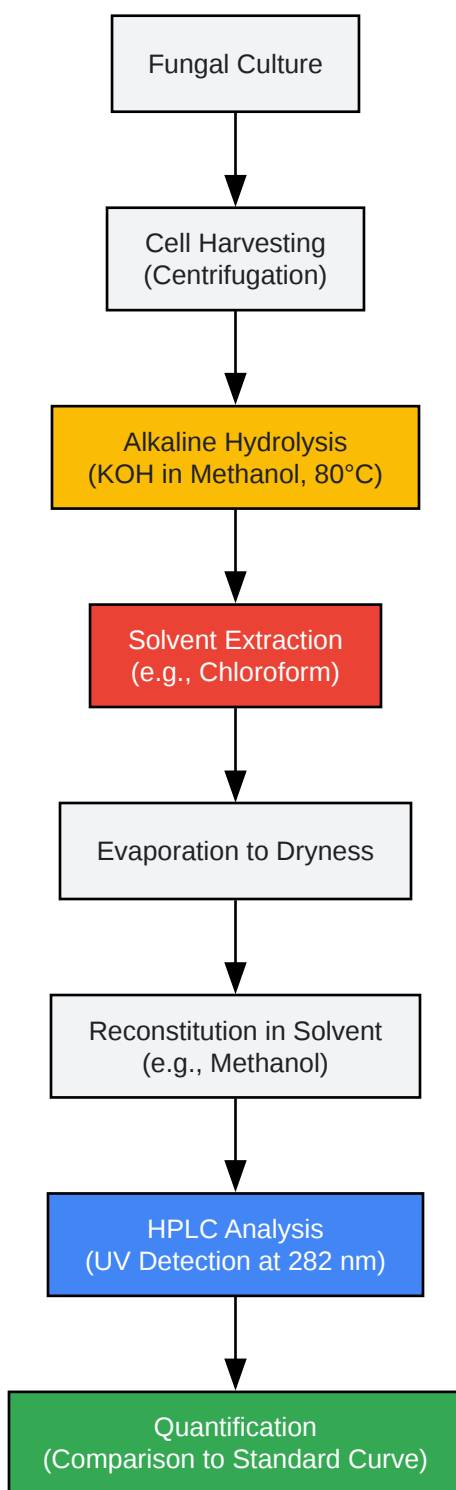 Fungal Culture
Cell Harvesting
(Centrifugation)
Alkaline Hydrolysis
(KOH in Methanol, 80°C)
Solvent Extraction
(e.g., Chloroform)
Evaporation to Dryness
Reconstitution in Solvent
(e.g., Methanol)
HPLC Analysis
(UV Detection at 282 nm)
Quantification
(Comparison to Standard Curve)